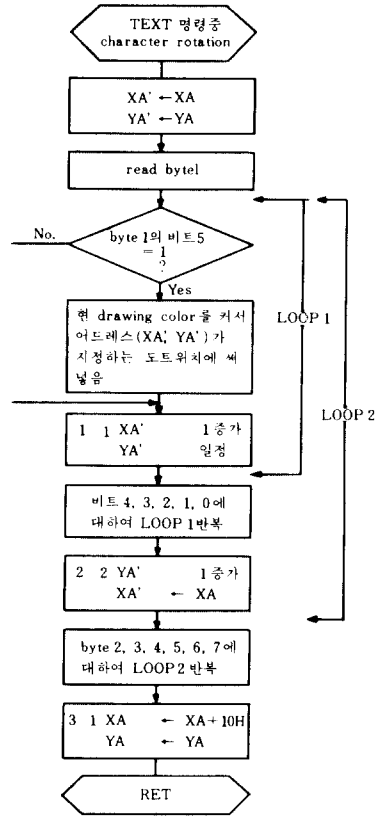 TEXT 명령중
character rotation
XA' ← XA
YA' ← YA
read byte1
No.
byte 1의 비트5
= 1
?
Yes
현 drawing color를 켜서
어드레스(XA', YA')가
지정하는 도트위치에 써
넣음
LOOP 1
LOOP 2
1 1 XA' 1증가
YA' 일정
비트 4, 3, 2, 1, 0에
대하여 LOOP 1반복
2 2 YA' 1증가
XA' ← XA
byte 2, 3, 4, 5, 6, 7에
대하여 LOOP 2 반복
3 1 XA ← XA+10H
YA ← YA
RET